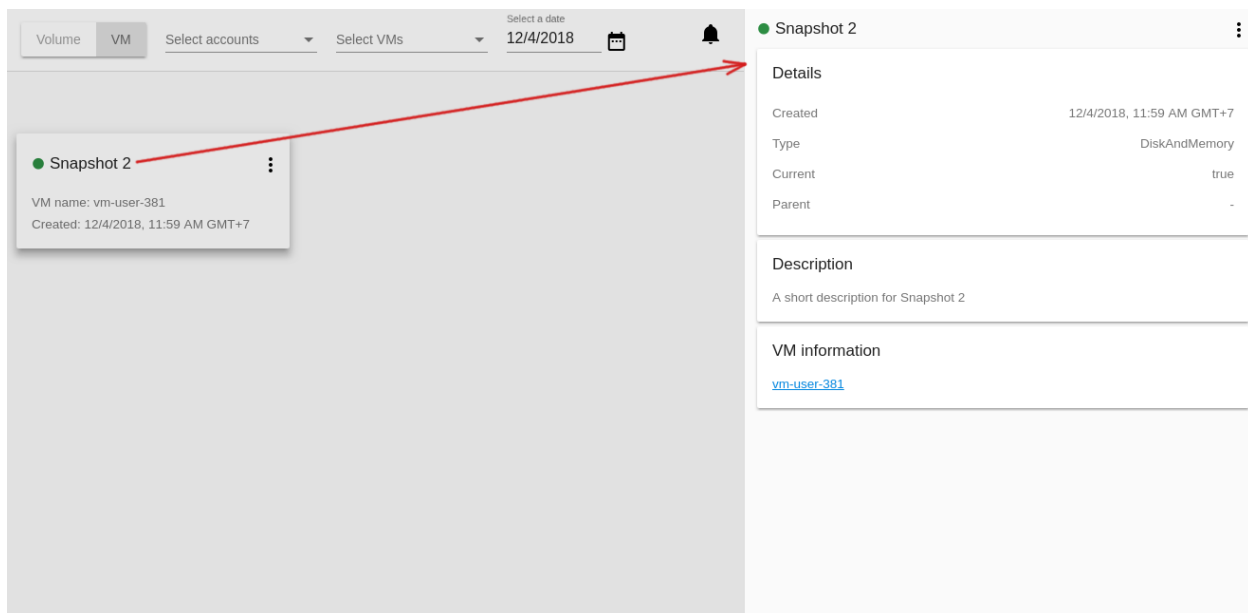 Volume
VM
Select accounts
Select VMs
Select a date
12/4/2018
Snapshot 2
VM name: vm-user-381
Created: 12/4/2018, 11:59 AM GMT+7
Snapshot 2
Details
Created 12/4/2018, 11:59 AM GMT+7
Type DiskAndMemory
Current true
Parent -
Description
A short description for Snapshot 2
VM information
vm-user-381